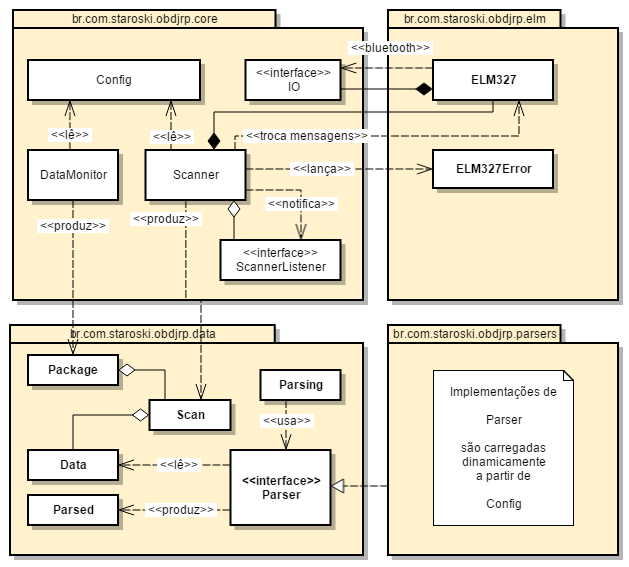 br.com.staroski.obdjrp.core
br.com.staroski.obdjrp.elm
<<bluetooth>>
Config
<<interface>>
IO
ELM327
<<lê>>
<<lê>>
<<troca mensagens>>
DataMonitor
Scanner
<<lança>>
ELM327Error
<<produz>>
<<produz>>
<<notifica>>
<<interface>>
ScannerListener
br.com.staroski.obdjrp.data
br.com.staroski.obdjrp.parsers
Package
Parsing
Scan
<<usa>>
Data
<<lê>>
<<interface>>
Parser
Parsed
<<produz>>
Implementações de
Parser
são carregadas
dinamicamente
a partir de
Config